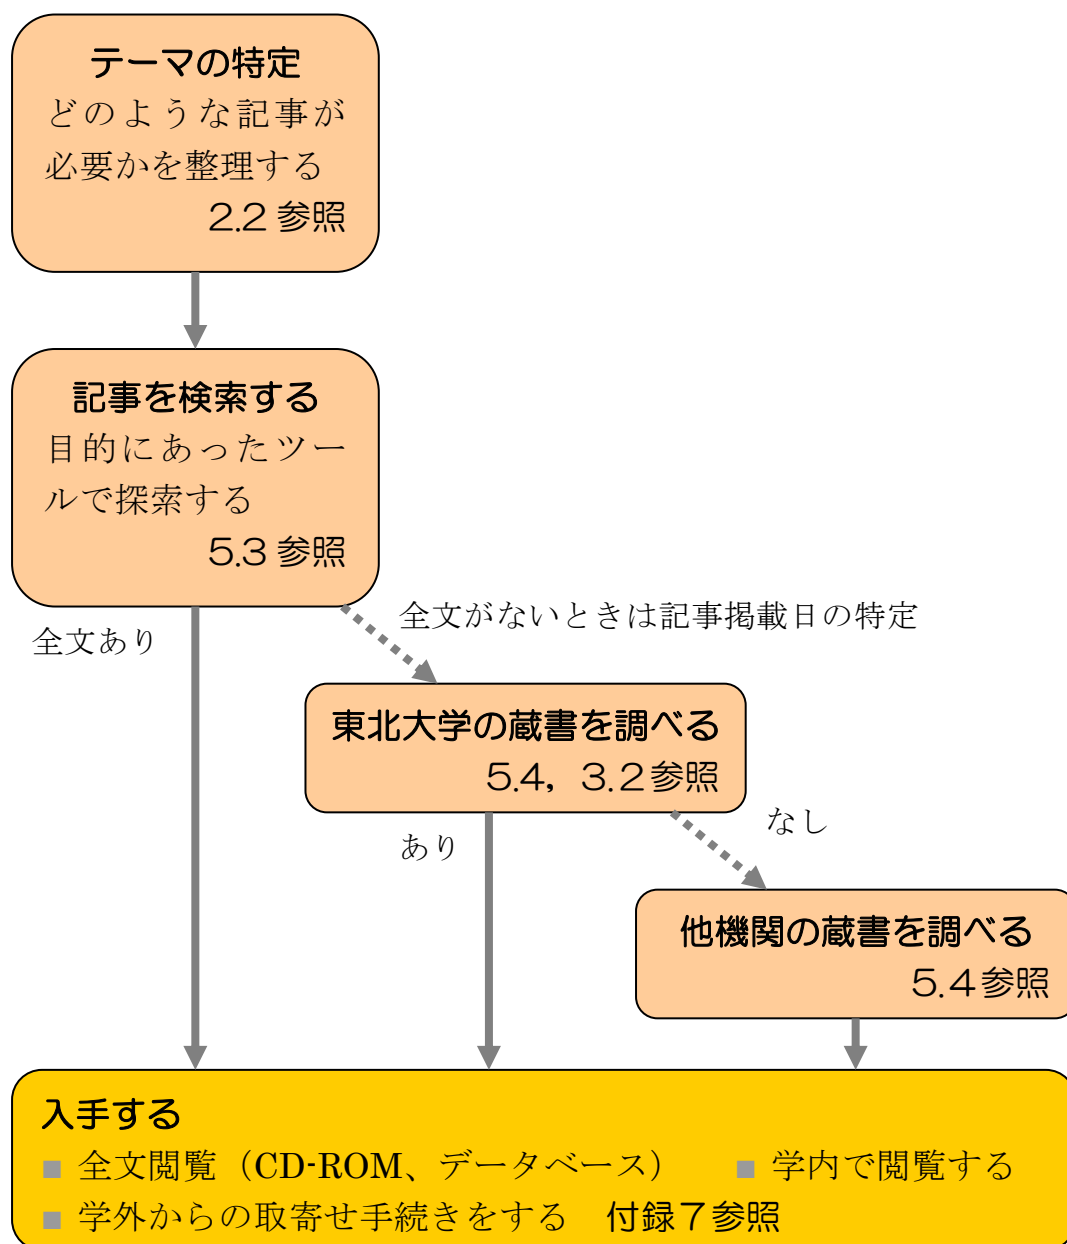 テーマの特定
どのような記事が
必要かを整理する
2.2 参照
記事を検索する
目的にあったツー
ルで探索する
5.3 参照
全文あり
全文がないときは記事掲載日の特定
東北大学の蔵書を調べる
5.4，3.2参照
あり
なし
他機関の蔵書を調べる
5.4参照
入手する
■ 全文閲覧（CD-ROM、データベース） ■ 学内で閲覧する
■ 学外からの取寄せ手続きをする 付録７参照